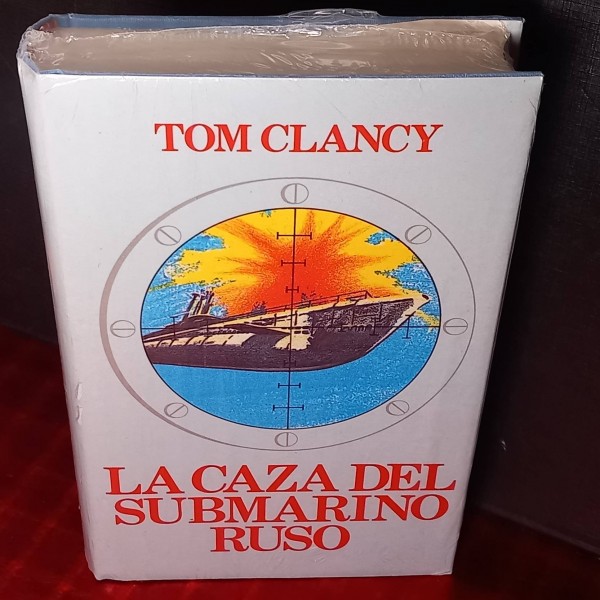 TOM CLANCY
LA CAZA DEL
SUBMARINO
RUSO